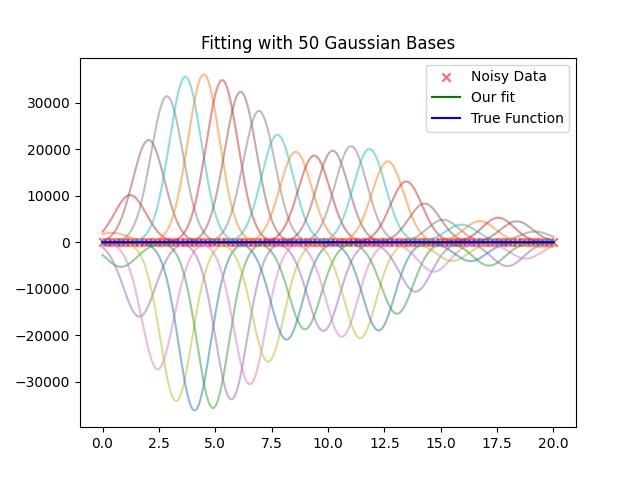 Fitting with 50 Gaussian Bases
Noisy Data
Our fit
True Function
30000
20000
10000
0
−10000
−20000
−30000
0.0 2.5 5.0 7.5 10.0 12.5 15.0 17.5 20.0